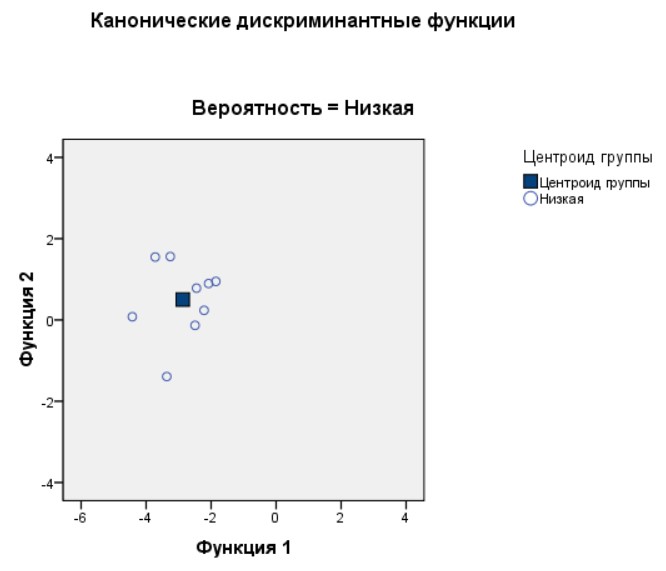 Канонические дискриминантные функции
Вероятность = Низкая
Центроид группы
Центроид группы
Низкая
Функция 2
4
2
0
-2
-4
-6 -4 -2 0 2 4
Функция 1